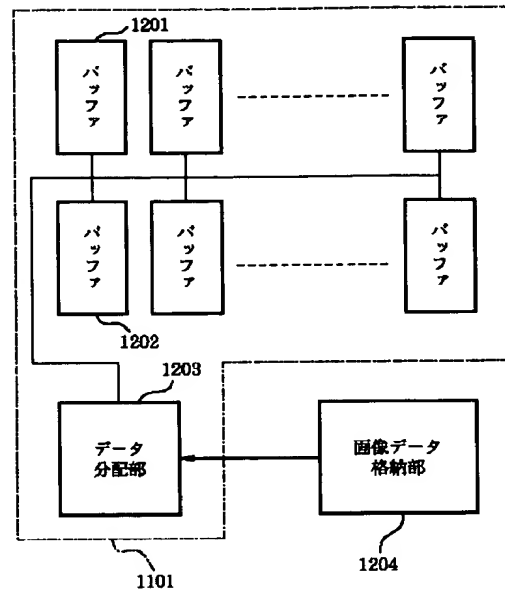 1201
バッファ
バッファ
バッファ
バッファ
バッファ
バッファ
1202
1203
データ
分配部
画像データ
格納部
1101
1204